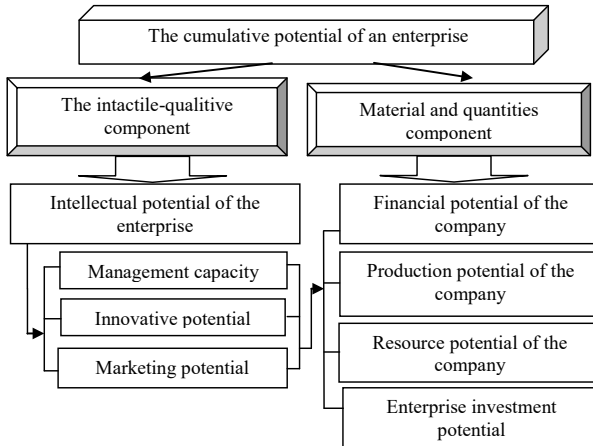 The cumulative potential of an enterprise
The intactile-qualitive
component
Material and quantities
component
Intellectual potential of the
enterprise
Management capacity
Innovative potential
Marketing potential
Financial potential of the
company
Production potential of the
company
Resource potential of the
company
Enterprise investment
potential